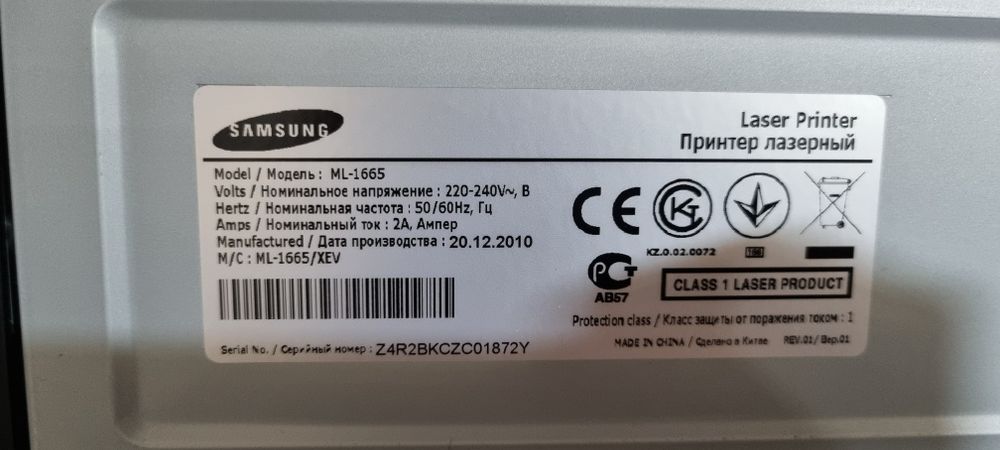 SAMSUNG
Laser Printer
Принтер лазерный
Model / Модель : ML-1665
Volts / Номинальное напряжение : 220-240V~, В
Hertz / Номинальная частота : 50/60Hz, Гц
Amps / Номинальный ток : 2A, Ампер
Manufactured / Дата производства : 20.12.2010
M/C : ML-1665/XEV
CE
KZ.0.02.0072
АВ57
CLASS 1 LASER PRODUCT
Protection class / Класс защиты от поражения током : 1
Serial No. / Серийный номер : Z4R2BKCZC01872Y
MADE IN CHINA / Сделано в Китае REV.01/ Вер.01